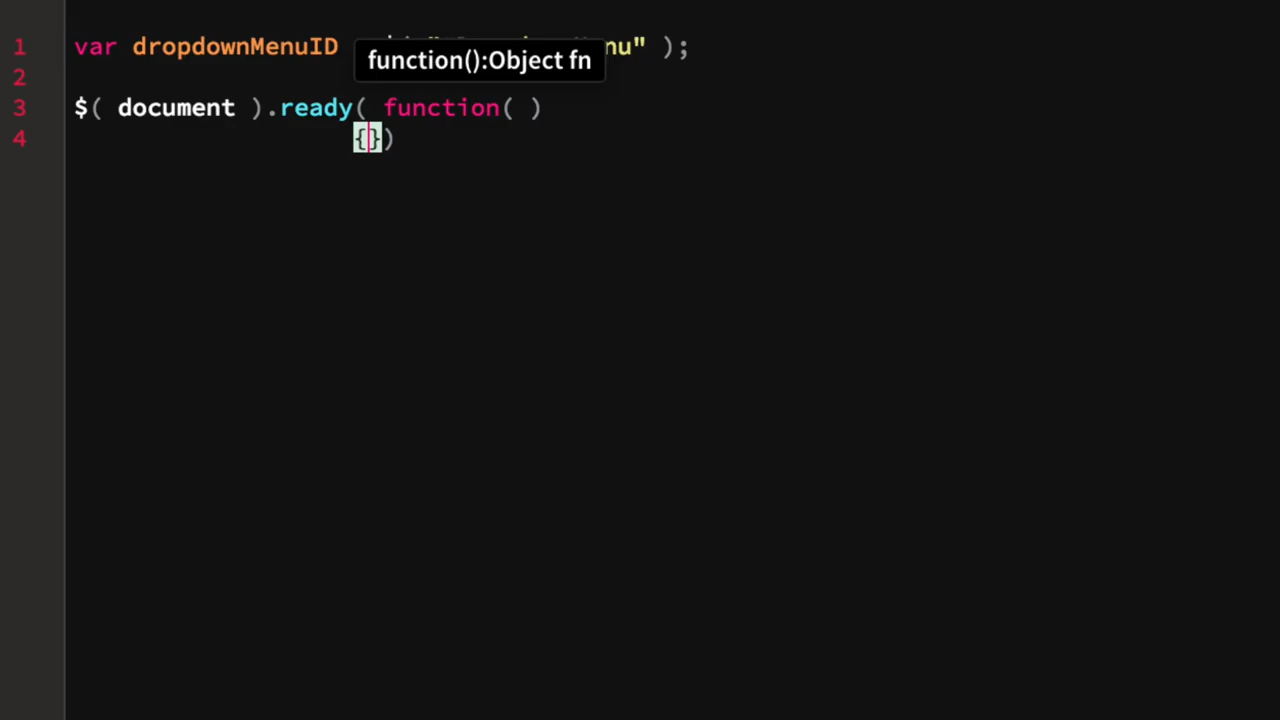 1 var dropdownMenuID nu" );
function():Object fn
2
3 $( document ).ready( function( )
4 {})